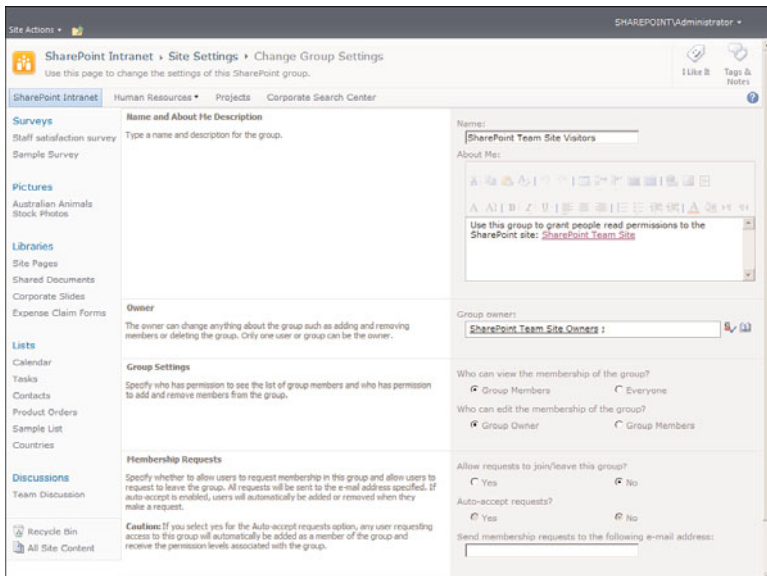 SHAREPOINT\Administrator
Site Actions
SharePoint Intranet › Site Settings › Change Group Settings
Use this page to change the settings of this SharePoint group.
I Like It
Tags &
Notes
SharePoint Intranet Human Resources Projects Corporate Search Center
Surveys
Staff satisfaction survey
Sample Survey
Pictures
Australian Animals
Stock Photos
Libraries
Site Pages
Shared Documents
Corporate Slides
Expense Claim Forms
Lists
Calendar
Tasks
Contacts
Product Orders
Sample List
Countries
Discussions
Team Discussion
Recycle Bin
All Site Content
Name and About Me Description
Type a name and description for the group.
Name:
SharePoint Team Site Visitors
About Me:
Use this group to grant people read permissions to the
SharePoint site: SharePoint Team Site
Owner
The owner can change anything about the group such as adding and removing
members or deleting the group. Only one user or group can be the owner.
Group owner:
SharePoint Team Site Owners ;
Group Settings
Specify who has permission to see the list of group members and who has permission
to add and remove members from the group.
Who can view the membership of the group?
Group Members Everyone
Who can edit the membership of the group?
Group Owner Group Members
Membership Requests
Specify whether to allow users to request membership in this group and allow users to
request to leave the group. All requests will be sent to the e-mail address specified. If
auto-accept is enabled, users will automatically be added or removed when they
make a request.
Caution: If you select yes for the Auto-accept requests option, any user requesting
access to this group will automatically be added as a member of the group and
receive the permission levels associated with the group.
Allow requests to join/leave this group?
Yes No
Auto-accept requests?
Yes No
Send membership requests to the following e-mail address: